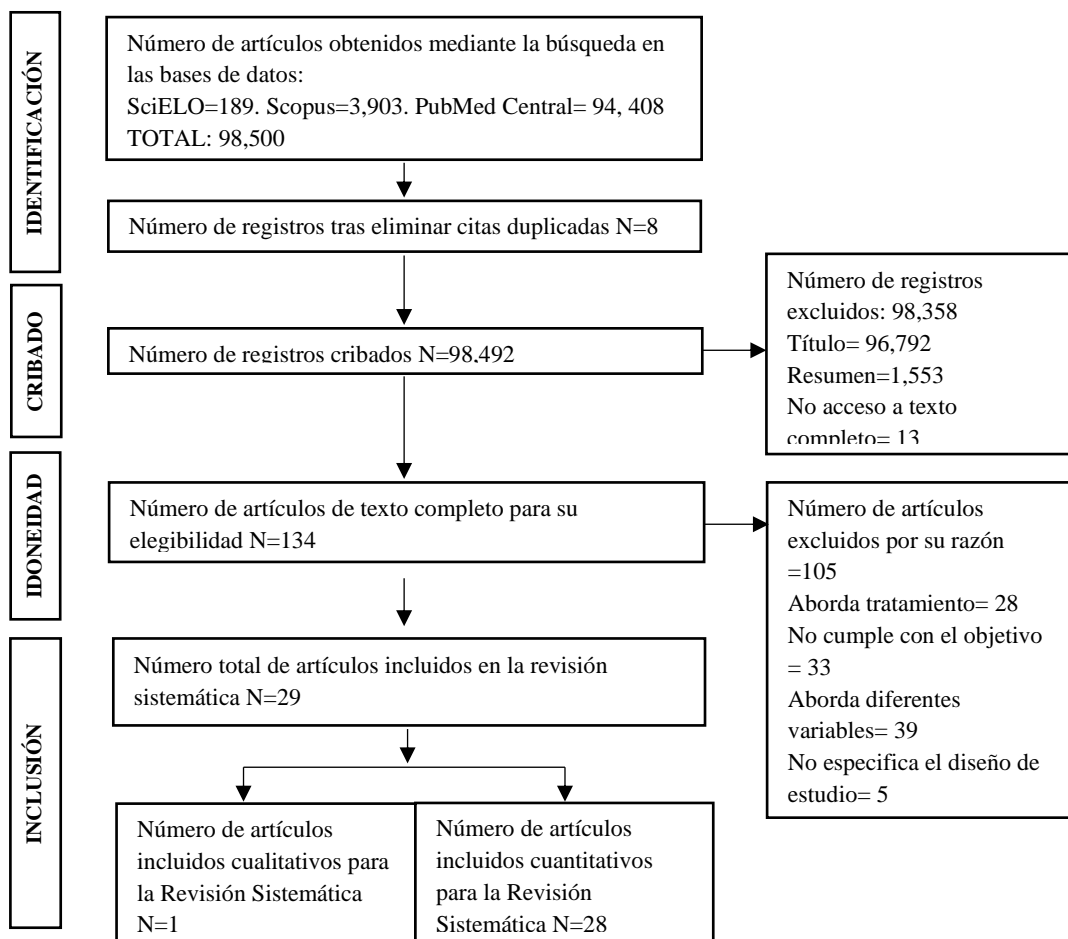 IDENTIFICACIÓN
Número de artículos obtenidos mediante la búsqueda en
las bases de datos:
SciELO=189. Scopus=3,903. PubMed Central= 94, 408
TOTAL: 98,500
Número de registros tras eliminar citas duplicadas N=8
CRIBADO
Número de registros cribados N=98,492
Número de registros
excluidos: 98,358
Título= 96,792
Resumen=1,553
No acceso a texto
completo= 13
IDONEIDAD
Número de artículos de texto completo para su
elegibilidad N=134
Número de artículos
excluidos por su razón
=105
Aborda tratamiento= 28
No cumple con el objetivo
= 33
Aborda diferentes
variables= 39
No especifica el diseño de
estudio= 5
INCLUSIÓN
Número total de artículos incluidos en la revisión
sistemática N=29
Número de artículos
incluidos cualitativos para
la Revisión Sistemática
N=1
Número de artículos
incluidos cuantitativos
para la Revisión
Sistemática N=28